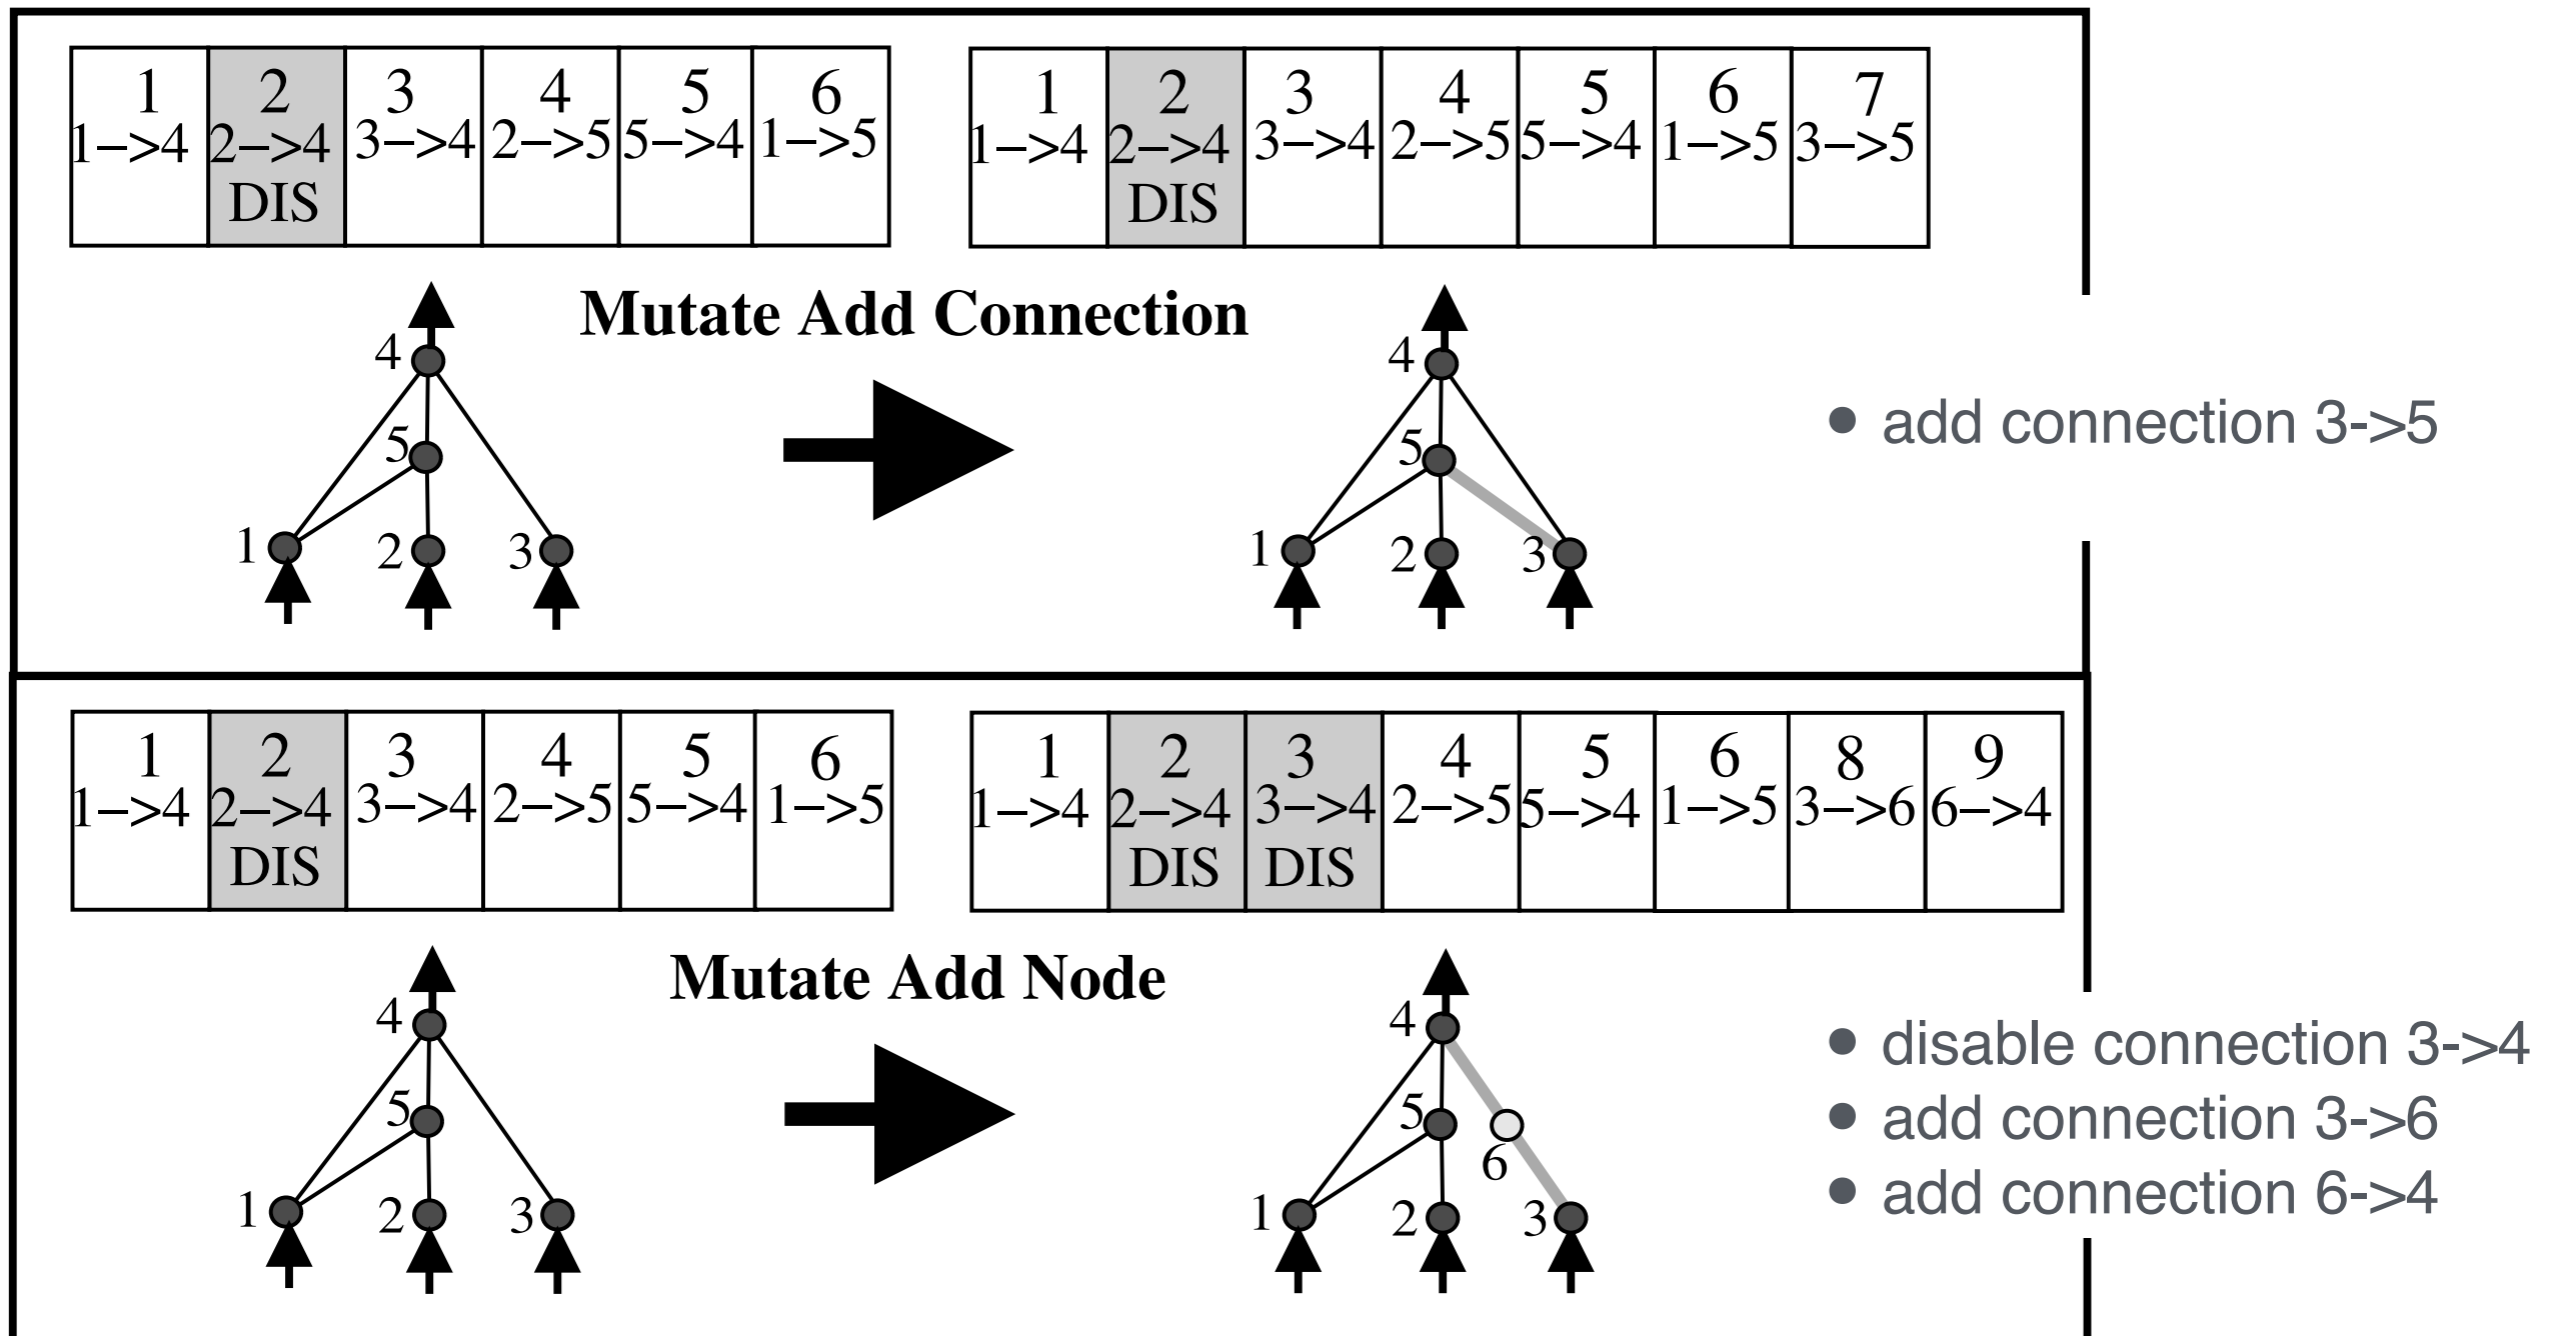 1 2 3 4 5 6
1–>4 2–>4 3–>4 2–>5 5–>4 1–>5
DIS
1 2 3 4 5 6 7
1–>4 2–>4 3–>4 2–>5 5–>4 1–>5 3–>5
DIS
Mutate Add Connection
4
5
1 2 3
4
5
1 2 3
• add connection 3->5
1 2 3 4 5 6
1–>4 2–>4 3–>4 2–>5 5–>4 1–>5
DIS
1 2 3 4 5 6 8 9
1–>4 2–>4 3–>4 2–>5 5–>4 1–>5 3–>6 6–>4
DIS DIS
Mutate Add Node
4
5
1 2 3
4
5
6
1 2 3
• disable connection 3->4
• add connection 3->6
• add connection 6->4